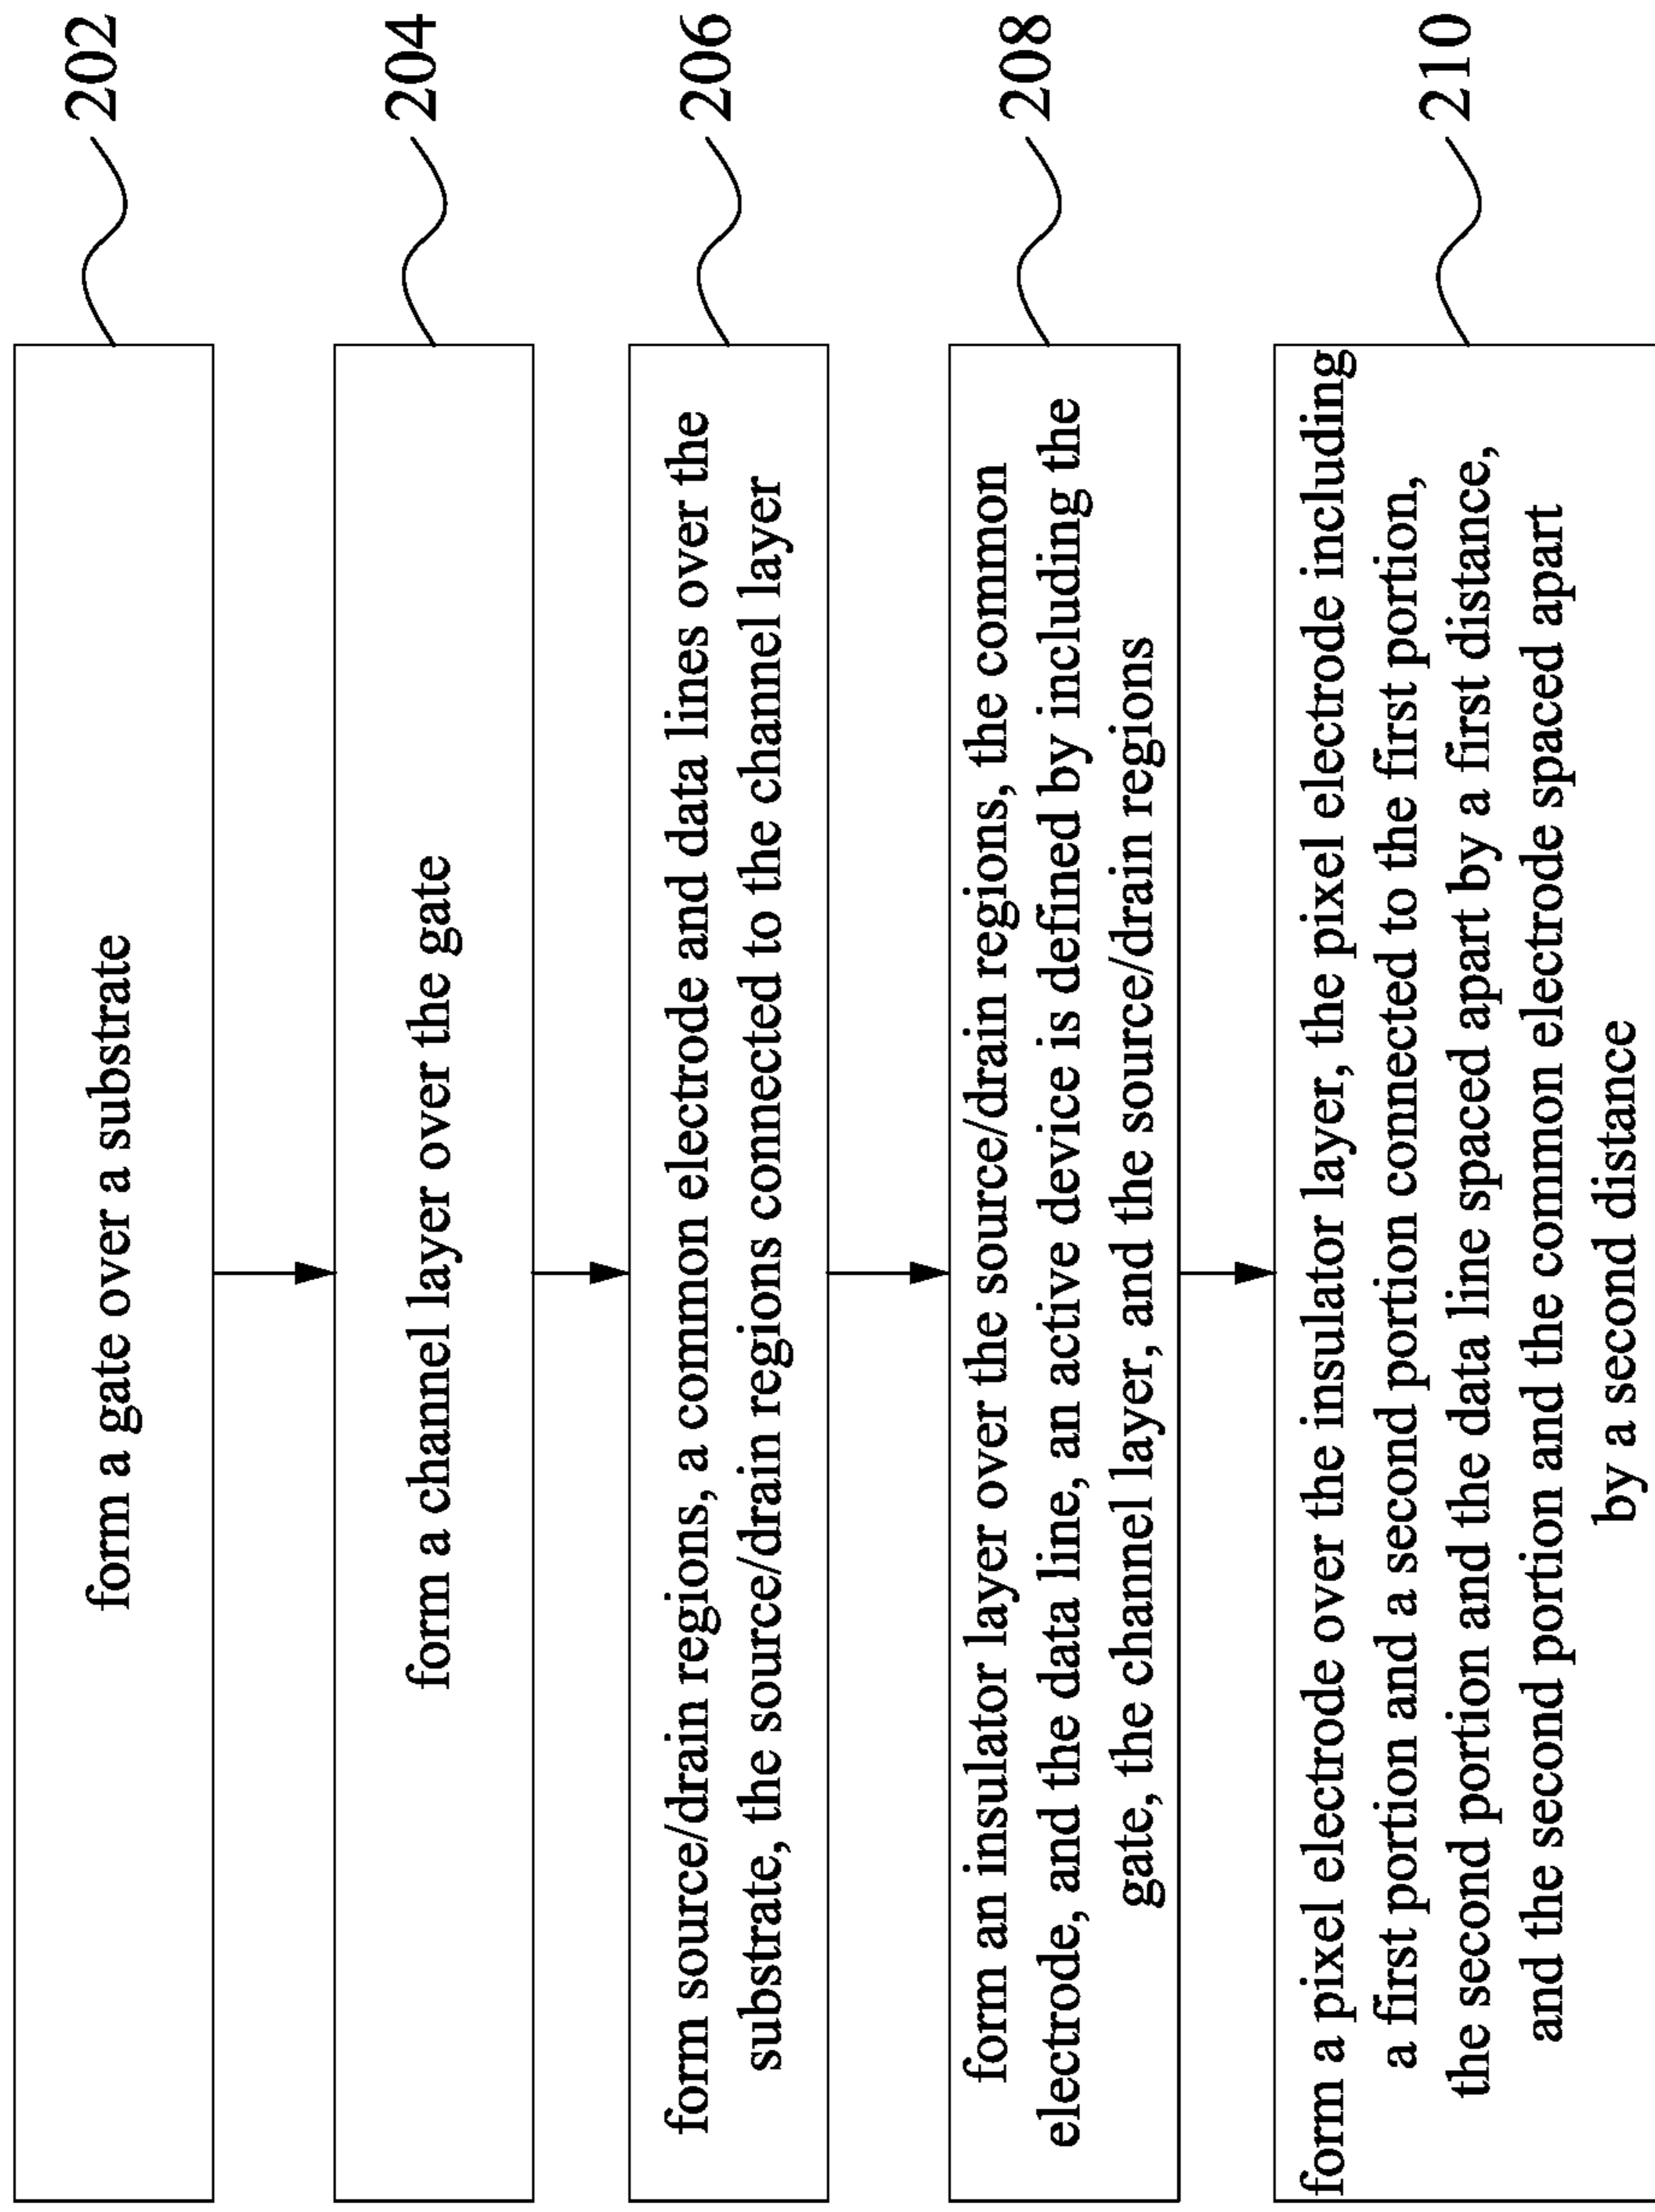 form a gate over a substrate
202
form a channel layer over the gate
204
form source/drain regions, a common electrode and data lines over the
substrate, the source/drain regions connected to the channel layer
206
form an insulator layer over the source/drain regions, the common
electrode, and the data line, an active device is defined by including the
gate, the channel layer, and the source/drain regions
208
form a pixel electrode over the insulator layer, the pixel electrode including
a first portion and a second portion connected to the first portion,
the second portion and the data line spaced apart by a first distance,
and the second portion and the common electrode spaced apart
by a second distance
210